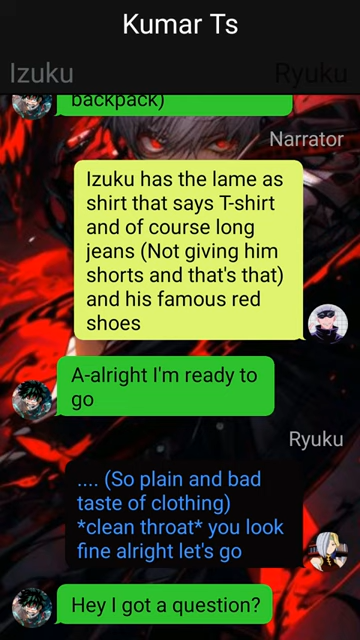 Kumar Ts
Izuku
Ryuku
backpack)
Narrator
Izuku has the lame as
shirt that says T-shirt
and of course long
jeans (Not giving him
shorts and that's that)
and his famous red
shoes
A-alright I'm ready to
go
Ryuku
.... (So plain and bad
taste of clothing)
*clean throat* you look
fine alright let's go
Hey I got a question?